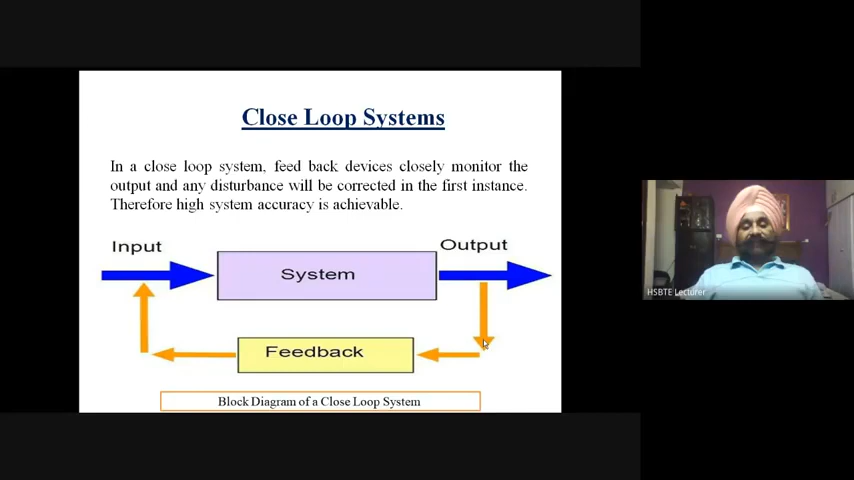 Close Loop Systems
In a close loop system, feed back devices closely monitor the
output and any disturbance will be corrected in the first instance.
Therefore high system accuracy is achievable.
Input
Output
System
Feedback
Block Diagram of a Close Loop System
HSBTE Lecturer